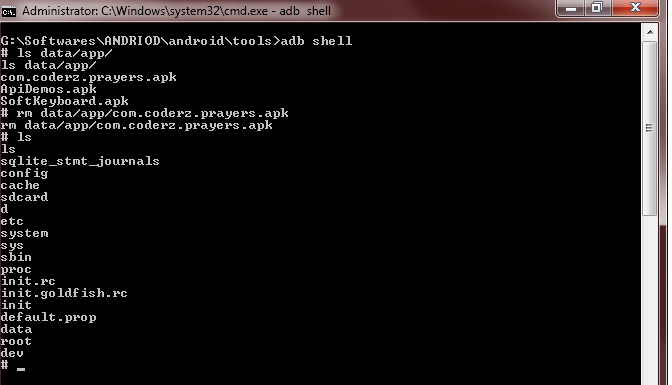 Administrator: C:\Windows\system32\cmd.exe - adb  shell
G:\Softwares\ANDRIOD\android\tools>adb shell
# ls data/app/
ls data/app/
com.coderz.prayers.apk
ApiDemos.apk
SoftKeyboard.apk
# rm data/app/com.coderz.prayers.apk
rm data/app/com.coderz.prayers.apk
# ls
ls
sqlite_stmt_journals
config
cache
sdcard
d
etc
system
sys
sbin
proc
init.rc
init.goldfish.rc
init
default.prop
data
root
dev
# _